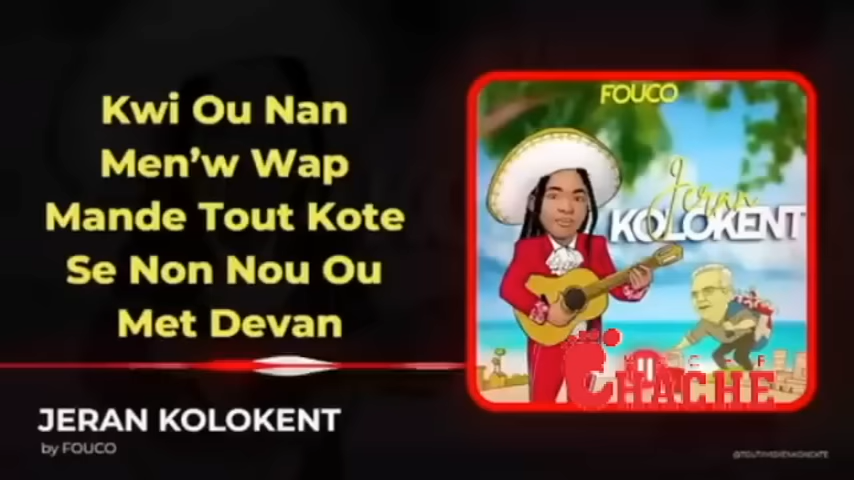 Kwi Ou Nan
Men'w Wap
Mande Tout Kote
Se Non Nou Ou
Met Devan
FOUCO
Jeran
KOLOKENT
CHACHE
JERAN KOLOKENT
by FOUCO